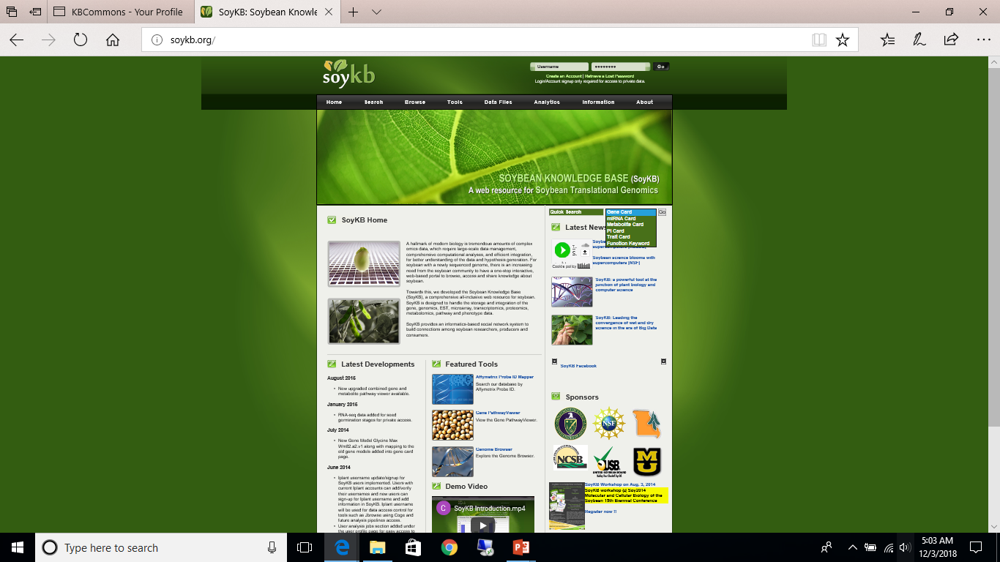 KBCommons - Your Profile
SoyKB: Soybean Knowle
soykb.org/
soykb
Username
Go
Create an Account | Retrieve a Lost Password
Login/Account signup only required for access to private data.
Home Search Browse Tools Data Files Analytics Information About
SOYBEAN KNOWLEDGE BASE (SoyKB)
A web resource for Soybean Translational Genomics
SoyKB Home
A hallmark of modern biology is tremendous amounts of complex
omics data, which require large-scale data management,
comprehensive computational analyses, and efficient integration,
for better understanding of the data and hypothesis generation. For
soybean with a newly sequenced genome, there is an increasing
need from the soybean community to have a one-stop interactive,
web-based portal to browse, access and share knowledge about
soybean.
Towards this, we developed the Soybean Knowledge Base
(SoyKB), a comprehensive all-inclusive web resource for soybean.
SoyKB is designed to handle the storage and integration of the
gene, genomics, EST, microarray, transcriptomics, proteomics,
metabolomics, pathway and phenotype data.
SoyKB provides an informatics-based social network system to
build connections among soybean researchers, producers and
consumers.
Quick Search
Gene Card
Go
miRNA Card
Metabolite Card
PI Card
Trait Card
Function Keyword
Latest News
T...
S...
Cookie policy
Soybean science blooms with
supercomputers [NSF]
SoyKB: a powerful tool at the
junction of plant biology and
computer science
SoyKB: Leading the
convergence of wet and dry
science in the era of Big Data
SoyKB Facebook
Latest Developments
August 2015
• New upgraded combined gene and
metabolite pathway viewer available.
January 2015
• RNA-seq data added for seed
germination stages for private access.
July 2014
• New Gene Model Glycine Max
Wm82.a2.v1 along with mapping to the
old gene models added into gene card
page.
June 2014
• Iplant username update/signup for
SoyKB users implemented. Users with
current iplant accounts can add/verify
their usernames and new users can
sign-up for iplant username and add
information in SoyKB. Iplant username
will be used for data access control for
tools such as Jbrowse using Coge and
future analysis pipelines access.
• User analysis jobs section added under
the user profile page for easy access to
Featured Tools
Affymetrix Probe ID Mapper
Search our database by
Affymetrix Probe ID.
Gene PathwayViewer
View the Gene PathwayViewer.
Genome Browser
Explore the Genome Browser.
Demo Video
C
SoyKB Introduction.mp4
Sponsors
NSF
NCSB
USB
UNITED SOYBEAN BOARD
MU
SoyKB Workshop on Aug. 3, 2014
SoyKB workshop @ Soy2014
Molecular and Cellular Biology of the
Soybean 15th Biennial Conference
Register now !!
Type here to search
5:03 AM
12/3/2018